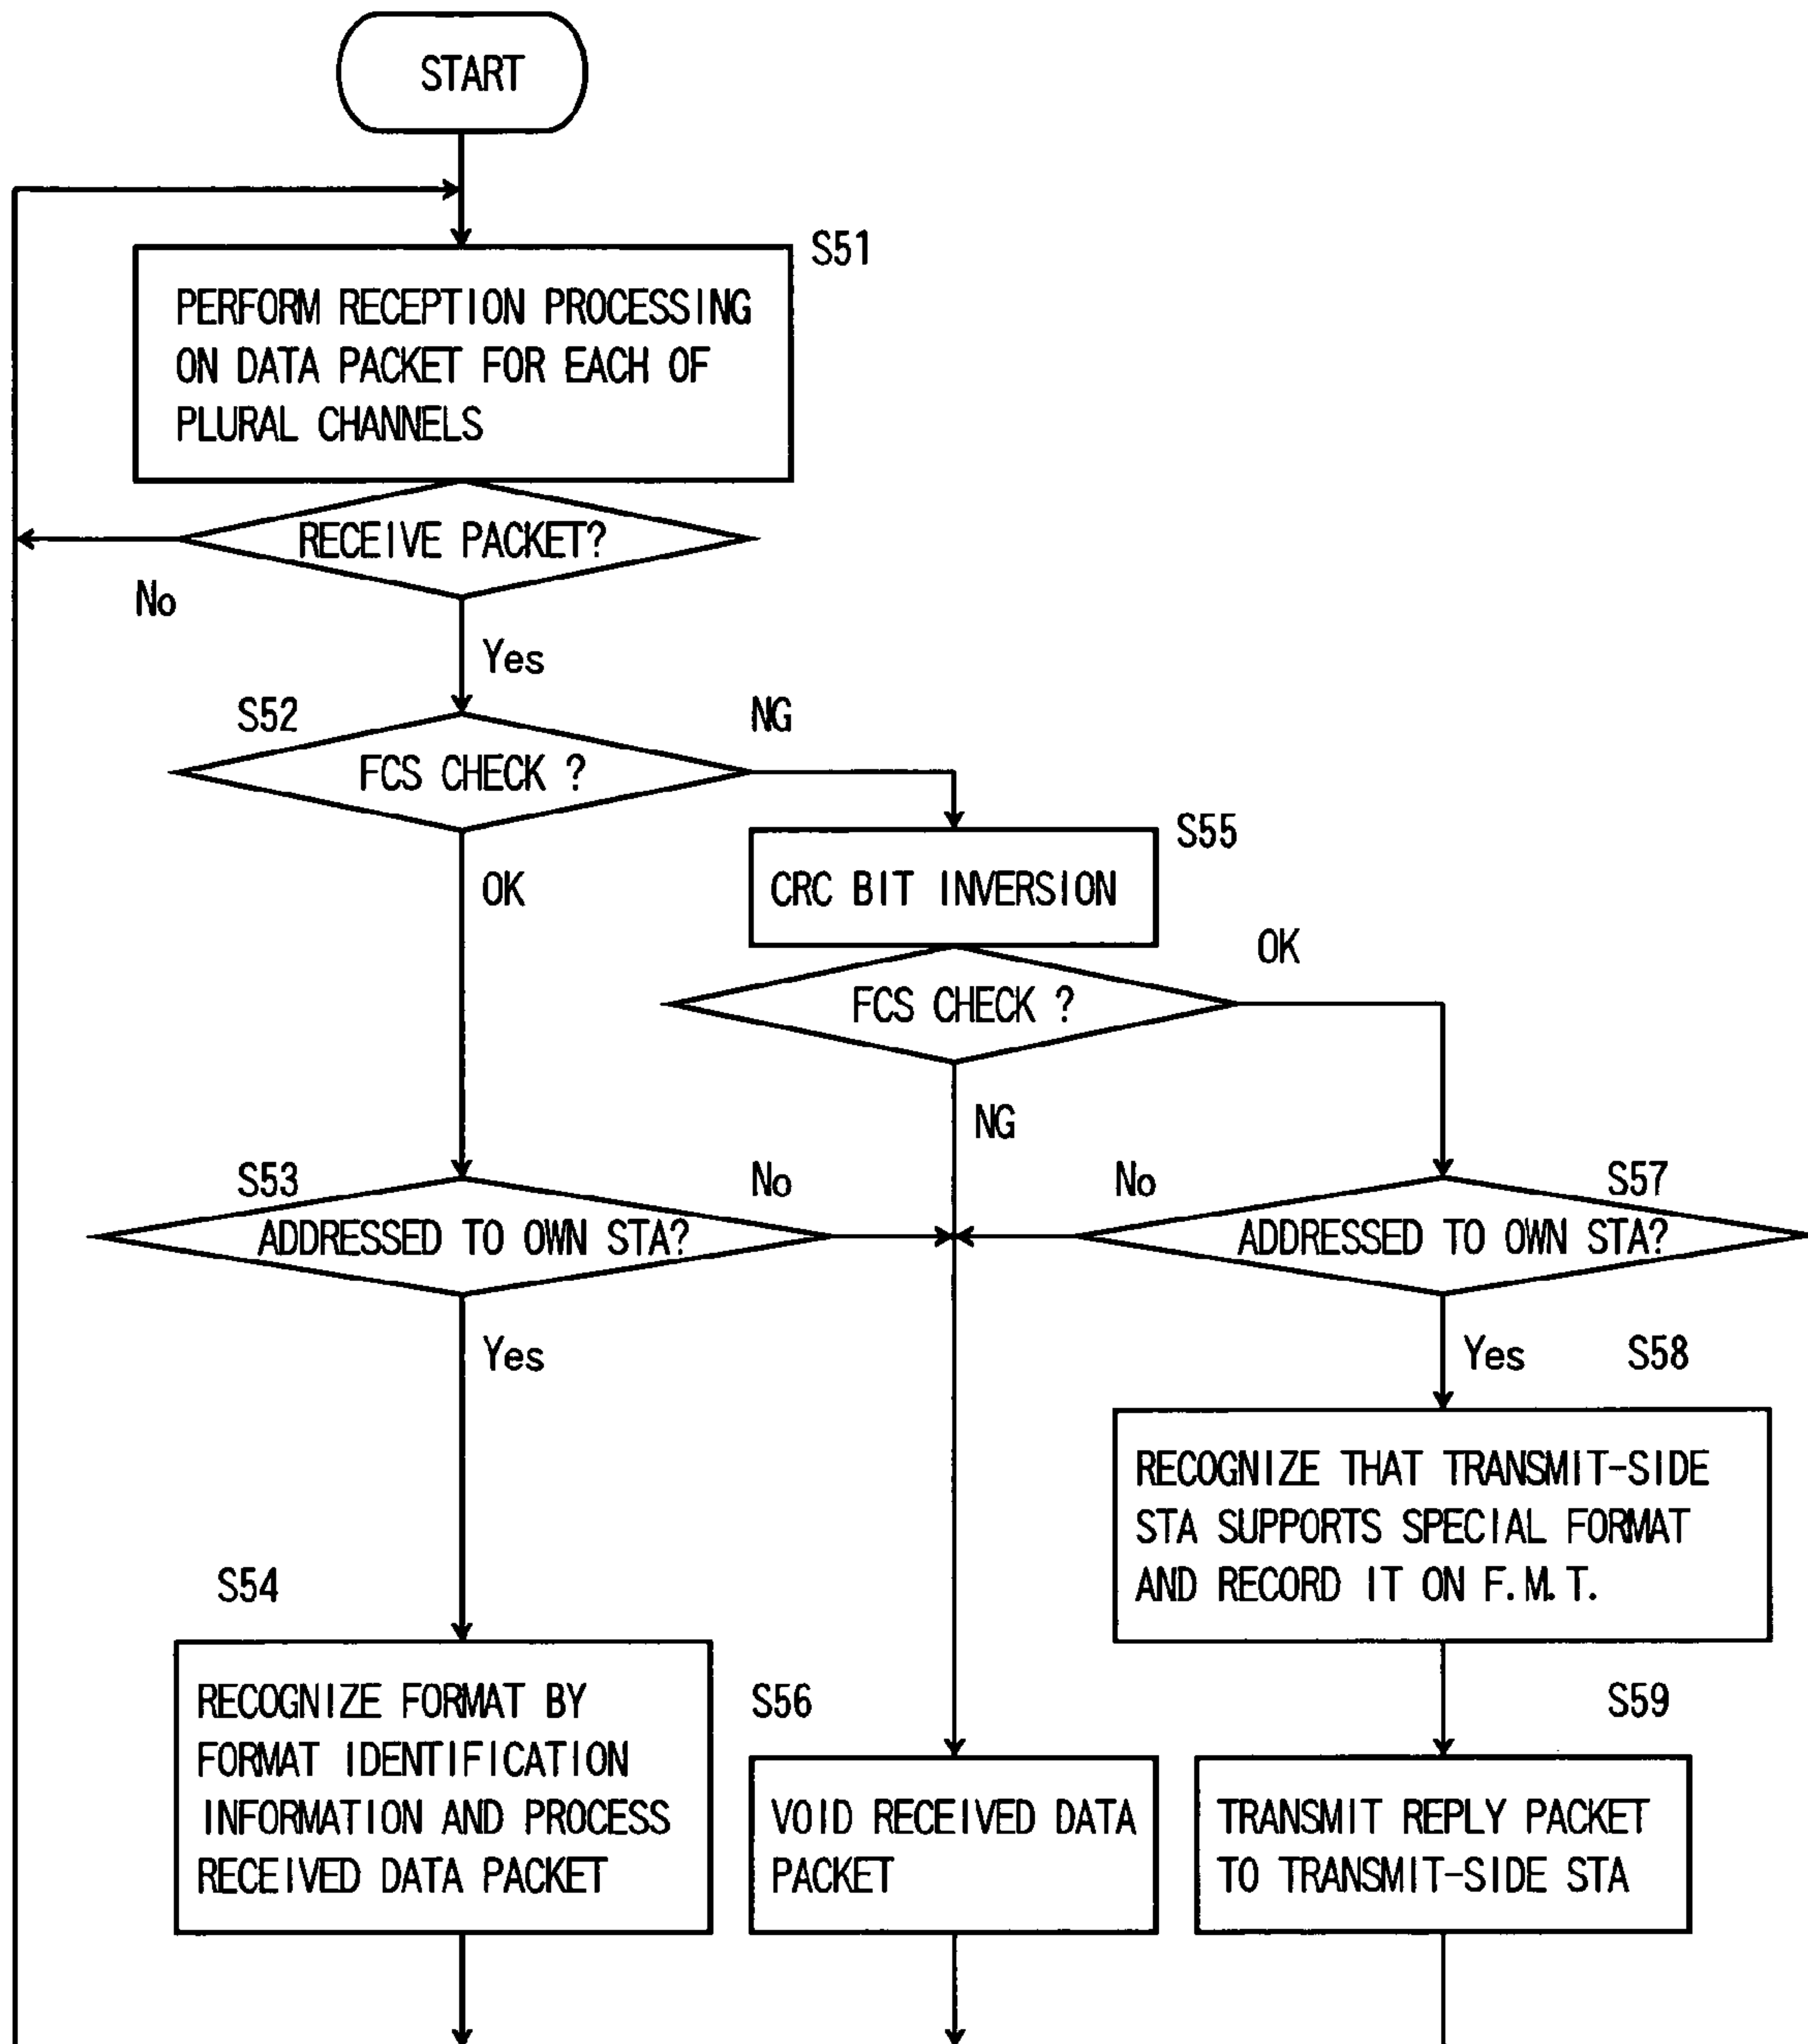 START
S51
PERFORM RECEPTION PROCESSING
ON DATA PACKET FOR EACH OF
PLURAL CHANNELS
RECEIVE PACKET?
No
Yes
S52
NG
FCS CHECK ?
S55
OK
CRC BIT INVERSION
OK
FCS CHECK ?
NG
S53
No
No
S57
ADDRESSED TO OWN STA?
ADDRESSED TO OWN STA?
Yes
Yes
S58
RECOGNIZE THAT TRANSMIT-SIDE
STA SUPPORTS SPECIAL FORMAT
AND RECORD IT ON F.M.T.
S54
RECOGNIZE FORMAT BY
FORMAT IDENTIFICATION
INFORMATION AND PROCESS
RECEIVED DATA PACKET
S56
VOID RECEIVED DATA
PACKET
S59
TRANSMIT REPLY PACKET
TO TRANSMIT-SIDE STA